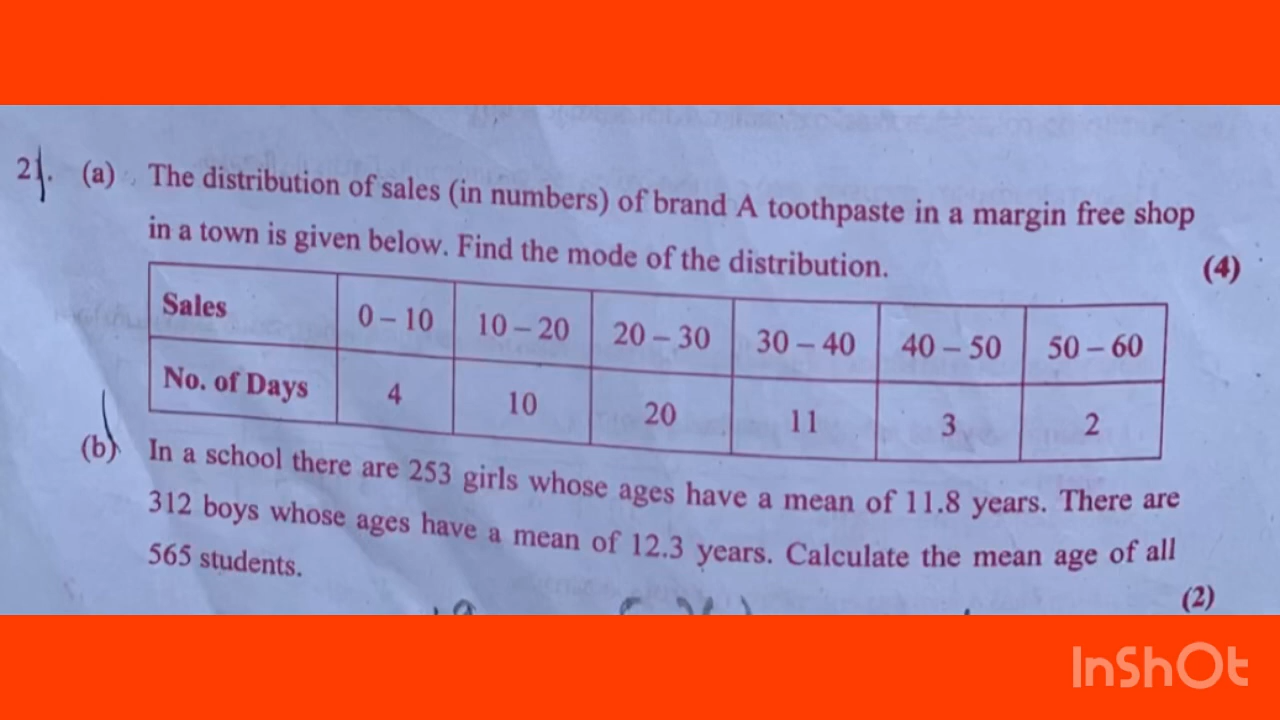 21. (a) The distribution of sales (in numbers) of brand A toothpaste in a margin free shop
in a town is given below. Find the mode of the distribution. (4)
Sales 0 – 10 10 – 20 20 – 30 30 – 40 40 – 50 50 – 60
No. of Days 4 10 20 11 3 2
(b) In a school there are 253 girls whose ages have a mean of 11.8 years. There are
312 boys whose ages have a mean of 12.3 years. Calculate the mean age of all
565 students. (2)
InShOt